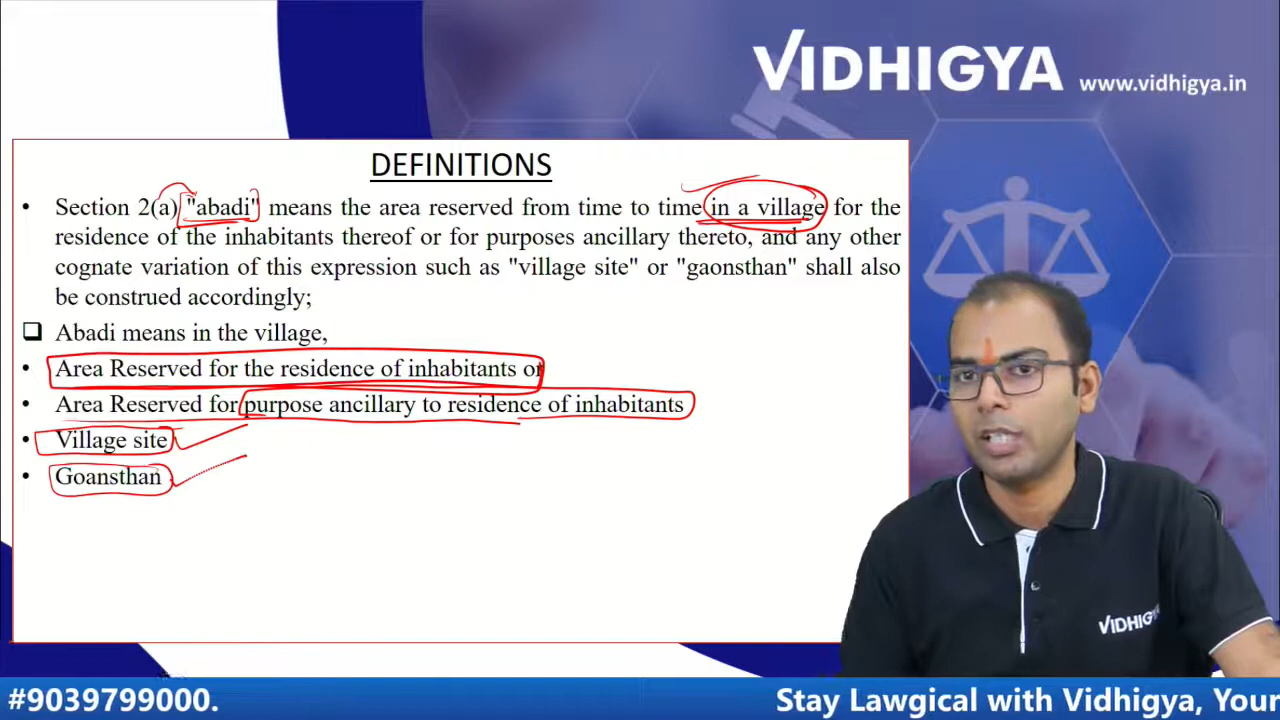 VIDHIGYA www.vidhigya.in
DEFINITIONS
• Section 2(a) "abadi" means the area reserved from time to time in a village for the
residence of the inhabitants thereof or for purposes ancillary thereto, and any other
cognate variation of this expression such as "village site" or "gaonsthan" shall also
be construed accordingly;
❑ Abadi means in the village,
• Area Reserved for the residence of inhabitants or
• Area Reserved for purpose ancillary to residence of inhabitants
• Village site
• Goansthan
VIDHIGYA
#9039799000.
Stay Lawgical with Vidhigya, Your